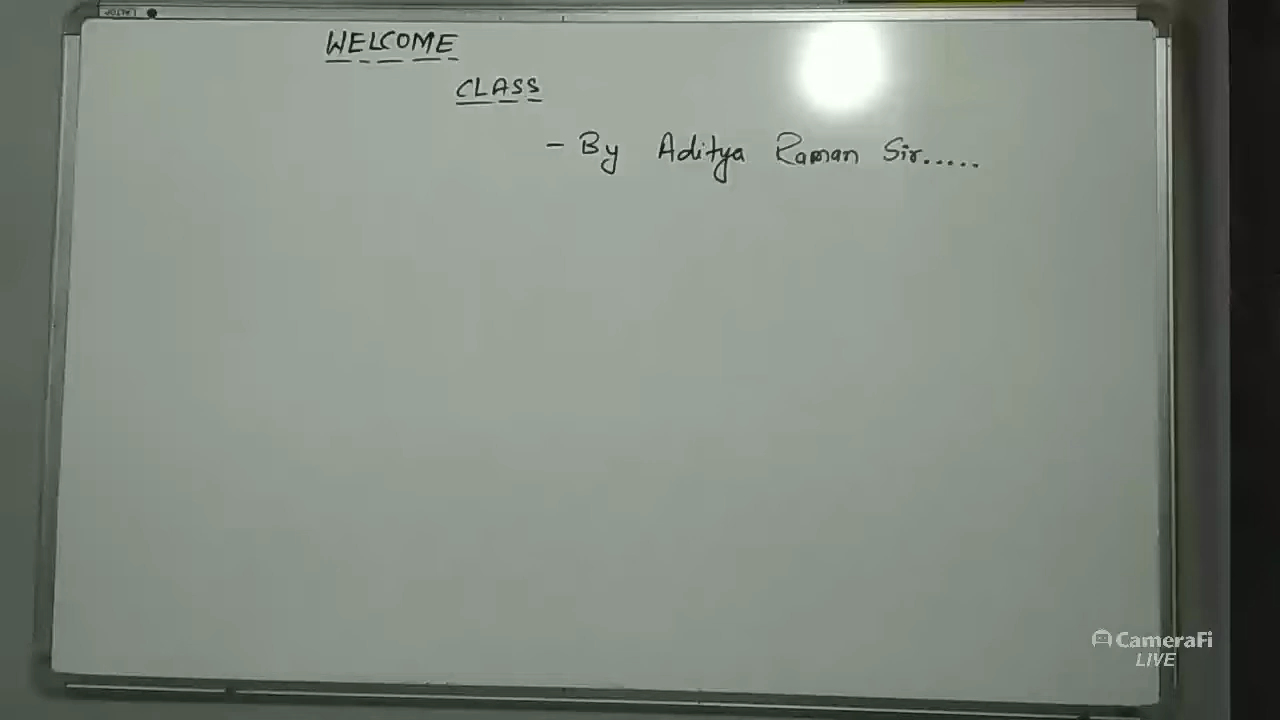 WELCOME
CLASS
- By Aditya Raman Sir.....
CameraFi
LIVE